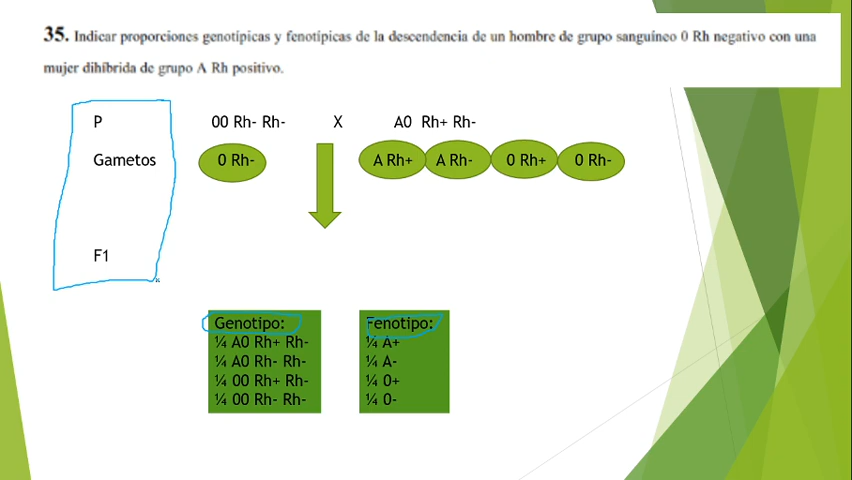 35. Indicar proporciones genotípicas y fenotípicas de la descendencia de un hombre de grupo sanguíneo 0 Rh negativo con una
mujer dihíbrida de grupo A Rh positivo.
P 00 Rh- Rh- X A0 Rh+ Rh-
Gametos 0 Rh- A Rh+ A Rh- 0 Rh+ 0 Rh-
F1
Genotipo:
¼ A0 Rh+ Rh-
¼ A0 Rh- Rh-
¼ 00 Rh+ Rh-
¼ 00 Rh- Rh-
Fenotipo:
¼ A+
¼ A-
¼ 0+
¼ 0-